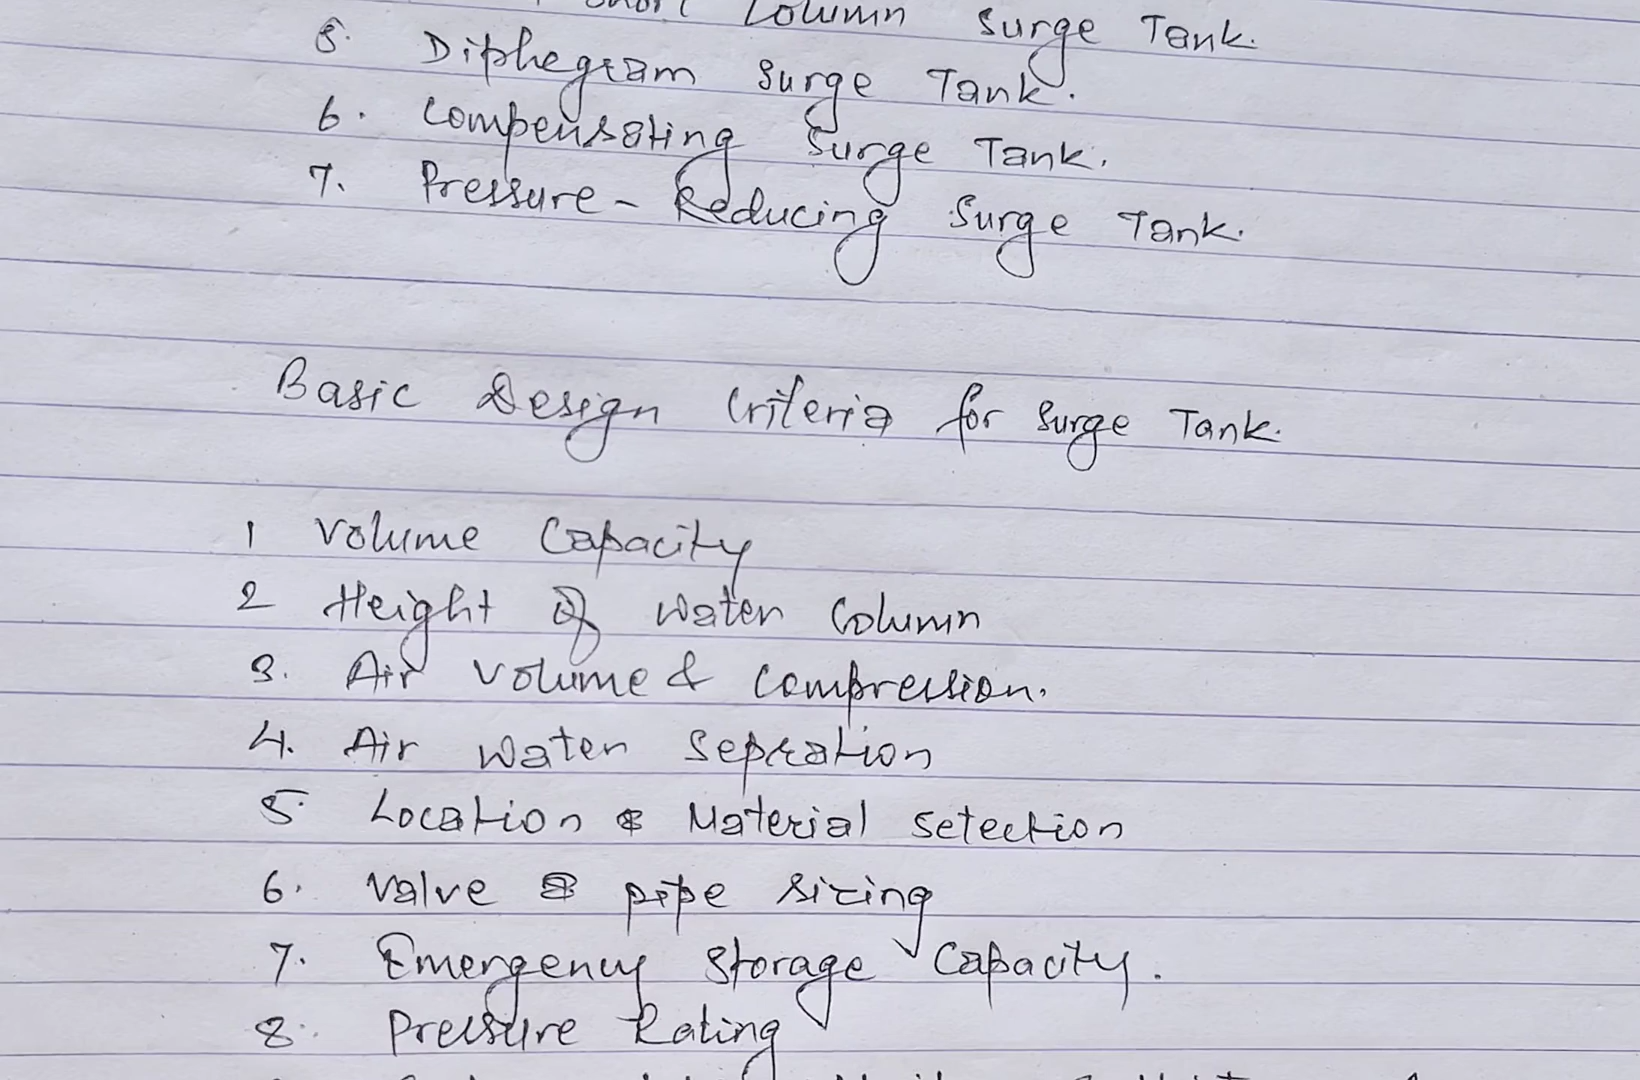 Short Column Surge Tank.
5. Diphegram Surge Tank.
6. Compensating Surge Tank.
7. Pressure - Reducing Surge Tank.
Basic Design Criteria for Surge Tank.
1 Volume Capacity
2 Height of Water Column
3. Air Volume & Compression.
4. Air Water Sepration
5. Location & Material Setection
6. Valve & pipe sizing
7. Emergency Storage Capacity.
8. Pressure Rating